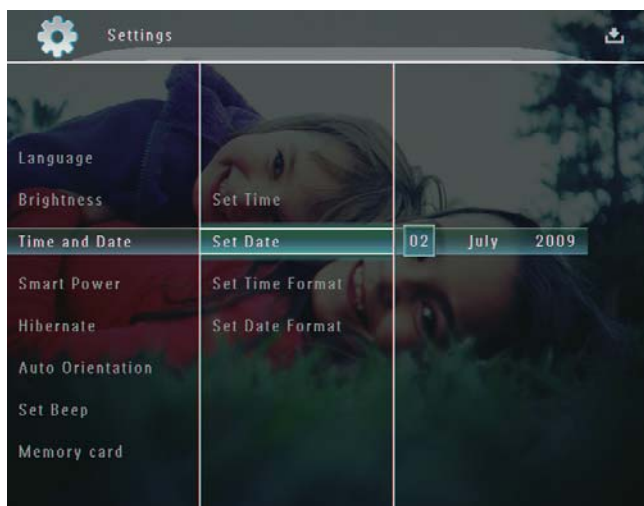 Settings
Language
Brightness
Set Time
Time and Date
Set Date
02 July 2009
Smart Power
Set Time Format
Hibernate
Set Date Format
Auto Orientation
Set Beep
Memory card